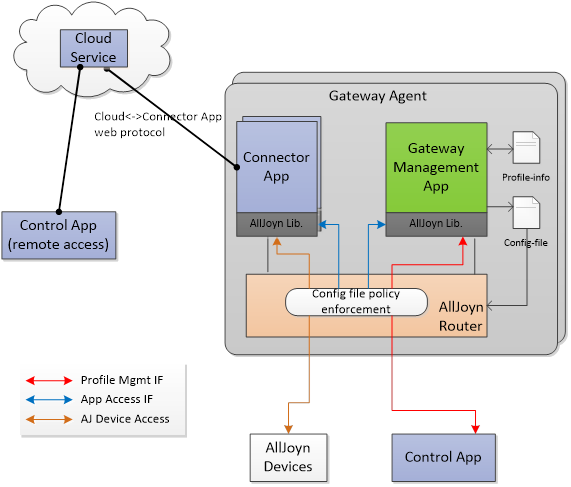 Cloud
Service
Gateway Agent
Cloud<->Connector App
web protocol
Connector
App
Gateway
Management
App
Profile-info
AllJoyn Lib.
AllJoyn Lib.
Control App
(remote access)
Config-file
Config file policy
enforcement
AllJoyn
Router
Profile Mgmt IF
App Access IF
AJ Device Access
AllJoyn
Devices
Control App